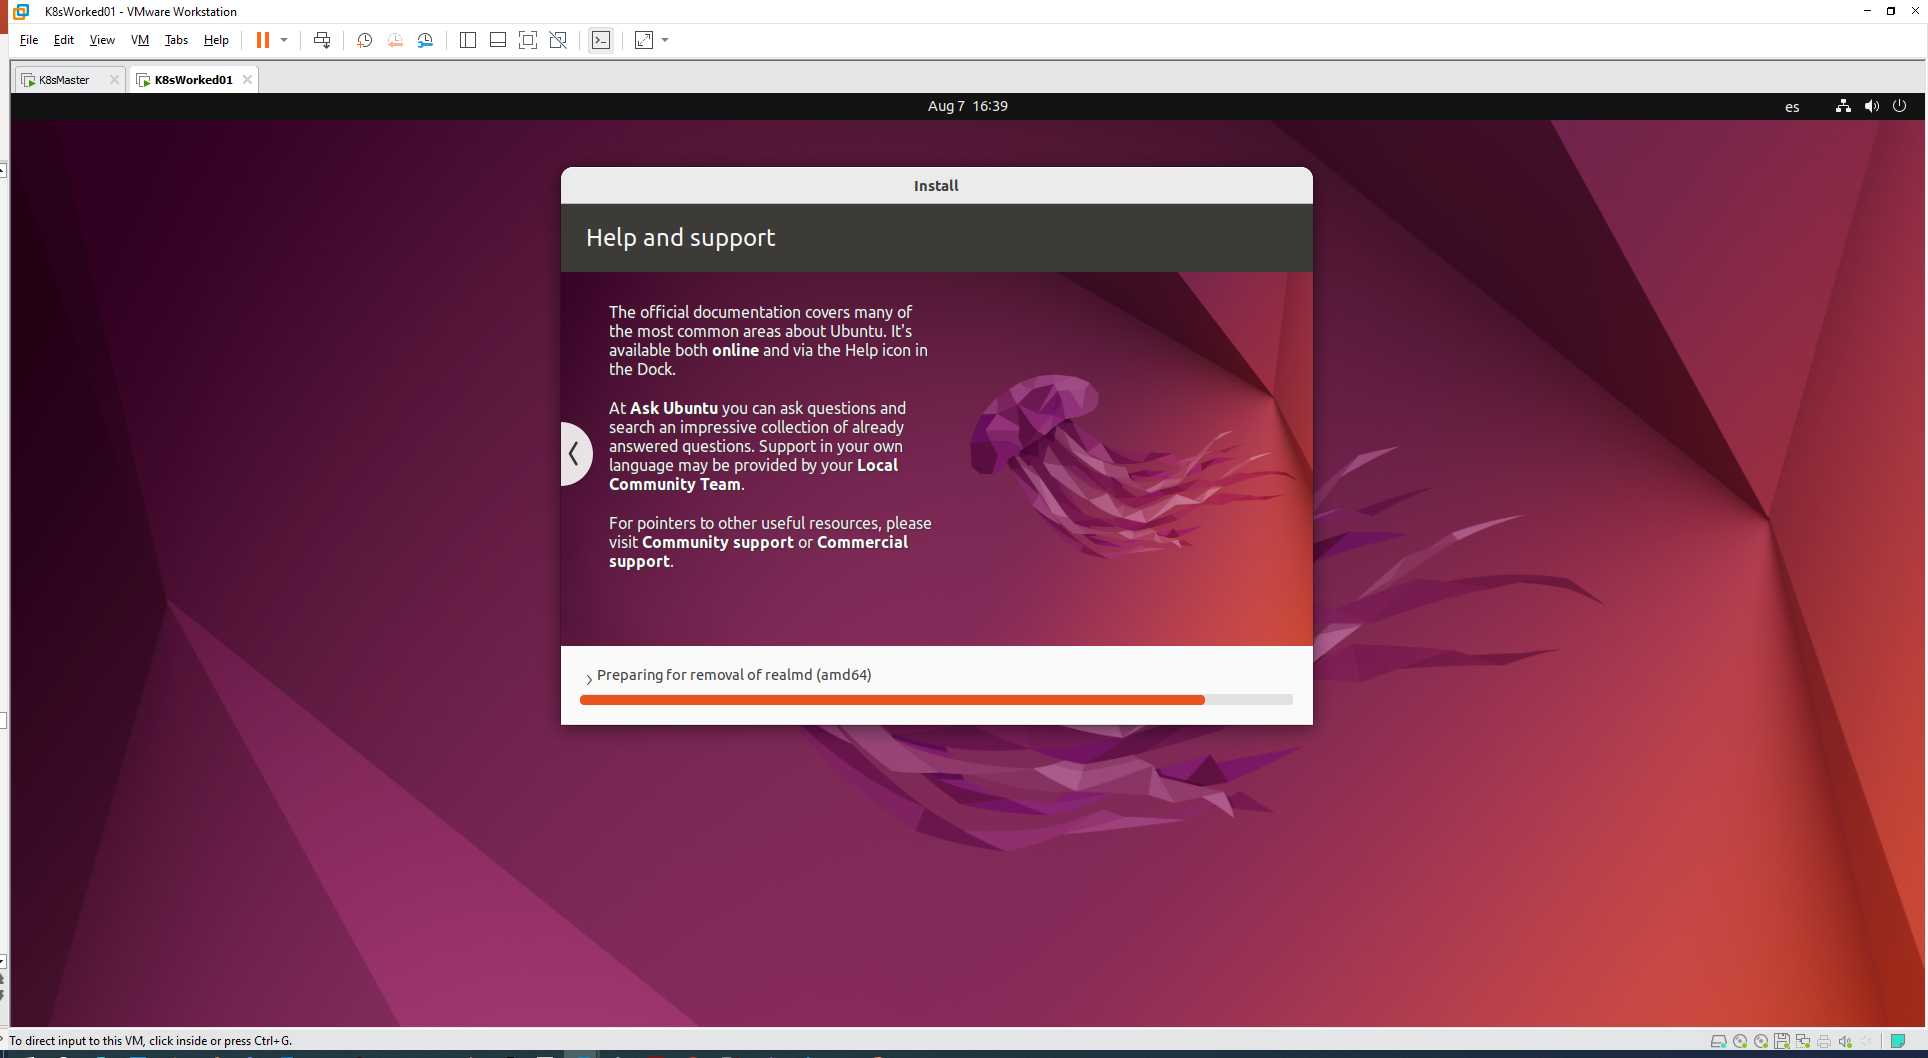 K8sWorked01 - VMware Workstation
File Edit View VM Tabs Help
K8sMaster K8sWorked01
Aug 7 16:39
es
Install
Help and support
The official documentation covers many of
the most common areas about Ubuntu. It's
available both online and via the Help icon in
the Dock.
At Ask Ubuntu you can ask questions and
search an impressive collection of already
answered questions. Support in your own
language may be provided by your Local
Community Team.
For pointers to other useful resources, please
visit Community support or Commercial
support.
Preparing for removal of realmd (amd64)
To direct input to this VM, click inside or press Ctrl+G.